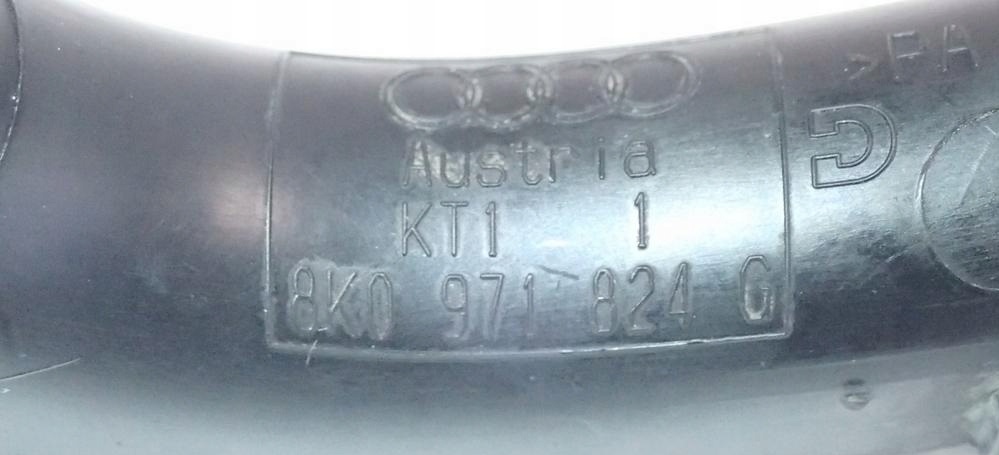 Austria
KT1 1
8K0 971 824 G
>PA